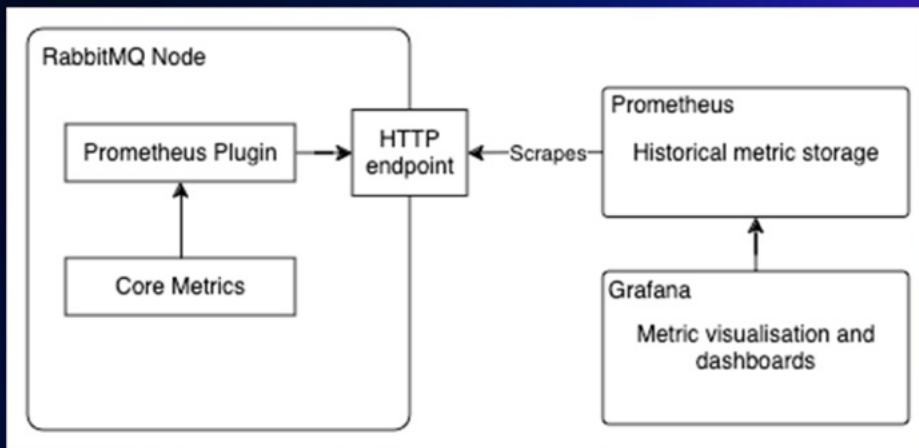 RabbitMQ Node
Prometheus Plugin
Core Metrics
HTTP
endpoint
Scrapes
Prometheus
Historical metric storage
Grafana
Metric visualisation and
dashboards